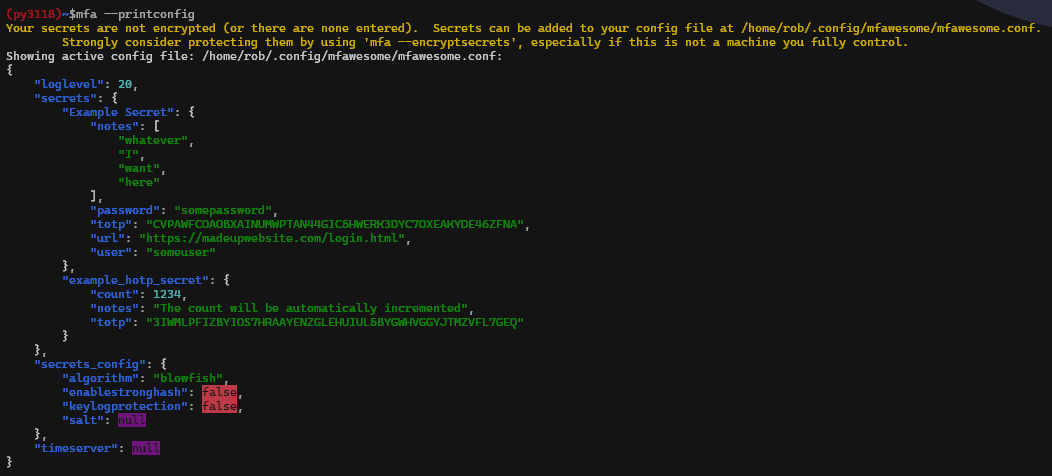 (py3118)~$mfa --printconfig
Your secrets are not encrypted (or there are none entered).  Secrets can be added to your config file at /home/rob/.config/mfawesome/mfawesome.conf.
        Strongly consider protecting them by using 'mfa --encryptsecrets', especially if this is not a machine you fully control.
Showing active config file: /home/rob/.config/mfawesome/mfawesome.conf:
{
    "loglevel": 20,
    "secrets": {
        "Example Secret": {
            "notes": [
                "whatever",
                "I",
                "want",
                "here"
            ],
            "password": "somepassword",
            "totp": "CVPAWFCOAOBXAINUMWPTAN44GIC5HWERK3DYC7OXEAKYDE46ZFNA",
            "url": "https://madeupwebsite.com/login.html",
            "user": "someuser"
        },
        "example_hotp_secret": {
            "count": 1234,
            "notes": "The count will be automatically incremented",
            "totp": "3IWMLPFIZBYIOS7HRAAYENZGLEHUIUL5BYGWHVGGYJTMZVFL7GEQ"
        }
    },
    "secrets_config": {
        "algorithm": "blowfish",
        "enablestronghash": false,
        "keylogprotection": false,
        "salt": null
    },
    "timeserver": null
}